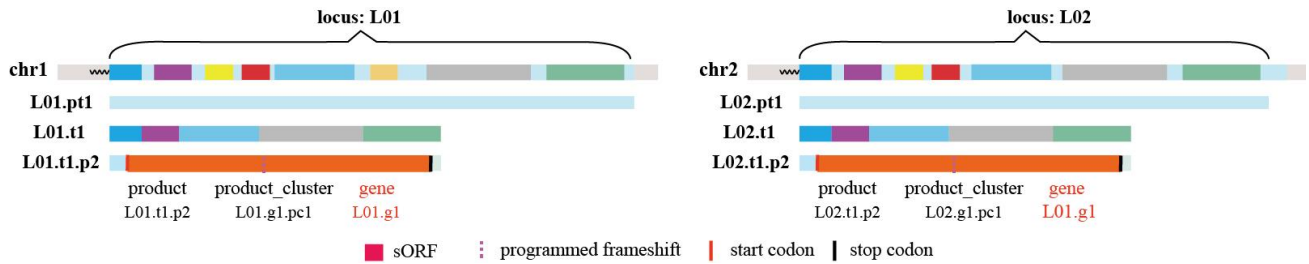 locus: L01
chr1
L01.pt1
L01.t1
L01.t1.p2
product product_cluster gene
L01.t1.p2 L01.g1.pc1 L01.g1
locus: L02
chr2
L02.pt1
L02.t1
L02.t1.p2
product product_cluster gene
L02.t1.p2 L02.g1.pc1 L01.g1
sORF programmed frameshift start codon stop codon